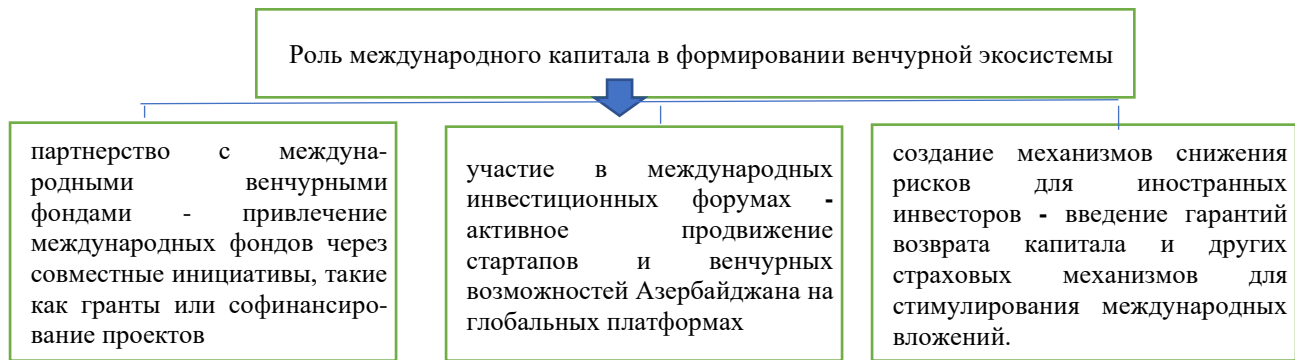 Роль международного капитала в формировании венчурной экосистемы
партнерство с междуна-
родными венчурными
фондами - привлечение
международных фондов через
совместные инициативы, такие
как гранты или софинансиро-
вание проектов
участие в международных
инвестиционных форумах -
активное продвижение
стартапов и венчурных
возможностей Азербайджана на
глобальных платформах
создание механизмов снижения
рисков для иностранных
инвесторов - введение гарантий
возврата капитала и других
страховых механизмов для
стимулирования международных
вложений.